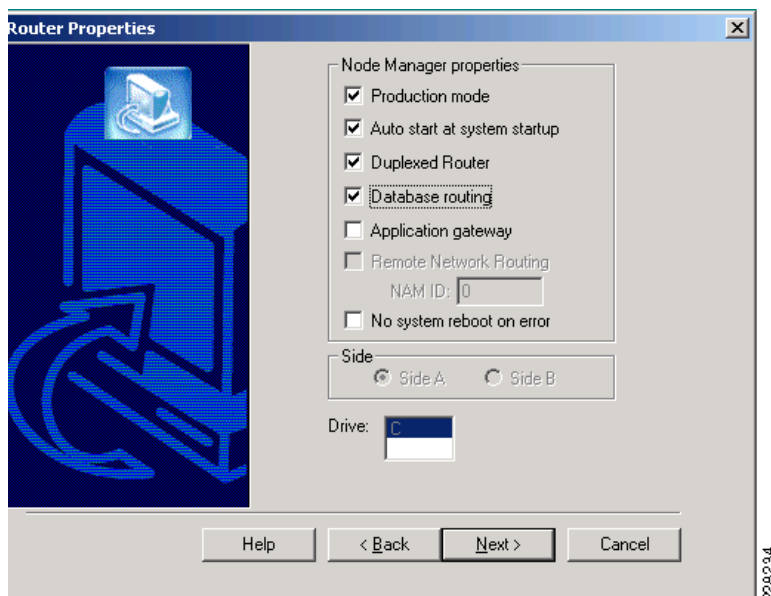 Router Properties
Node Manager properties
Production mode
Auto start at system startup
Duplexed Router
Database routing
Application gateway
Remote Network Routing
NAM ID: 0
No system reboot on error
Side
Side A Side B
Drive: C
Help < Back Next > Cancel